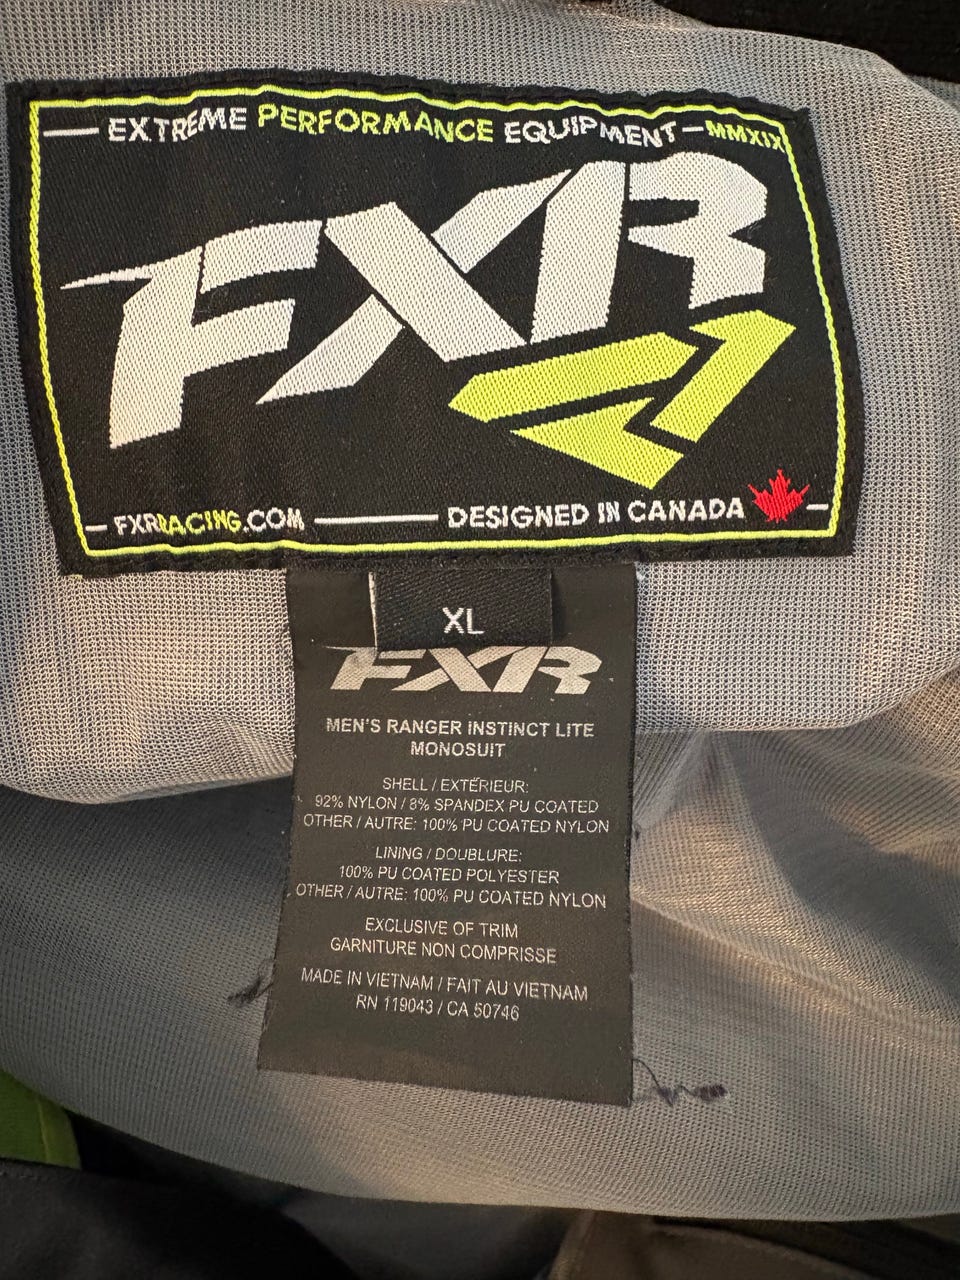 EXTREME PERFORMANCE EQUIPMENT MMXIX
FXR
FXRRACING.COM DESIGNED IN CANADA
XL
FXR
MEN'S RANGER INSTINCT LITE
MONOSUIT
SHELL / EXTÉRIEUR:
92% NYLON / 8% SPANDEX PU COATED
OTHER / AUTRE: 100% PU COATED NYLON
LINING / DOUBLURE:
100% PU COATED POLYESTER
OTHER / AUTRE: 100% PU COATED NYLON
EXCLUSIVE OF TRIM
GARNITURE NON COMPRISSE
MADE IN VIETNAM / FAIT AU VIETNAM
RN 119043 / CA 50746